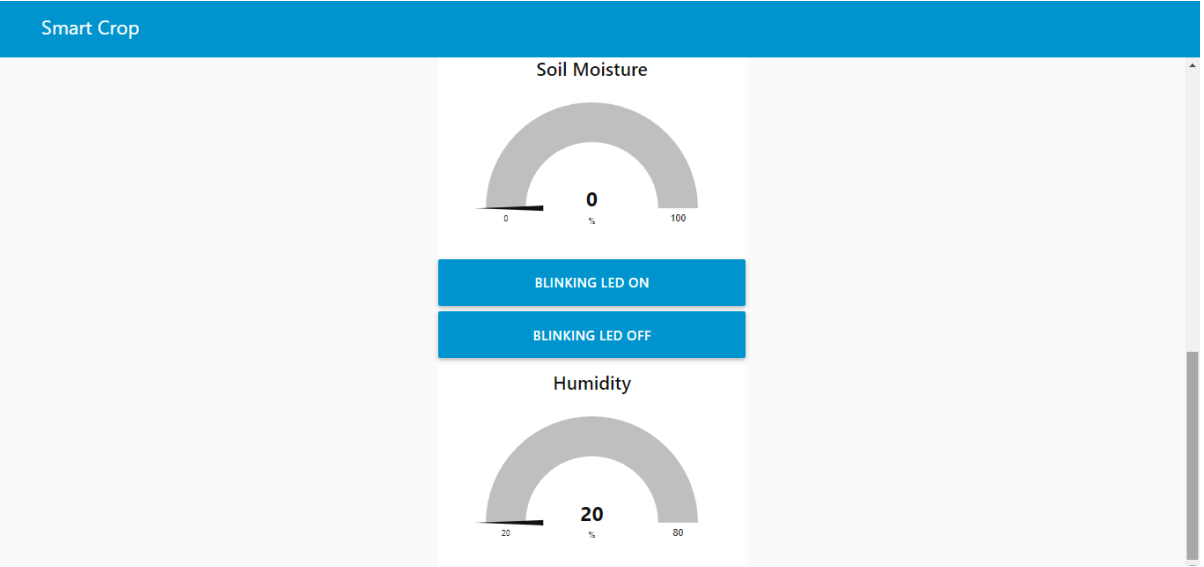 Smart Crop
Soil Moisture
0
0 % 100
BLINKING LED ON
BLINKING LED OFF
Humidity
20
20 % 80